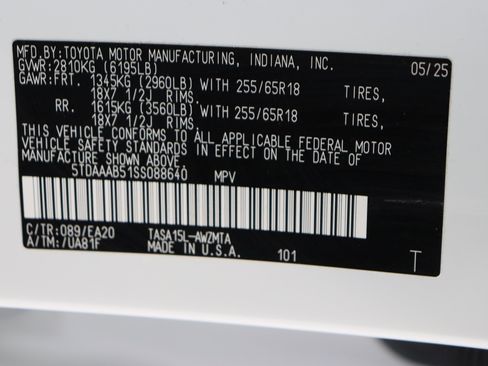 MFD. BY: TOYOTA MOTOR MANUFACTURING, INDIANA, INC. 05/25
GVWR: 2810KG (6195LB)
GAWR: FRT. 1345KG (2960LB) WITH 255/65R18 TIRES,
18X7 1/2J RIMS.
RR. 1615KG (3560LB) WITH 255/65R18 TIRES,
18X7 1/2J RIMS.
THIS VEHICLE CONFORMS TO ALL APPLICABLE FEDERAL MOTOR
VEHICLE SAFETY STANDARDS IN EFFECT ON THE DATE OF
MANUFACTURE SHOWN ABOVE.
5TDAAAB51SS088640 MPV
C/TR:089/EA20 TASA15L-AWZMTA
A/TM:/UA81F MADE IN U.S.A. 101 T